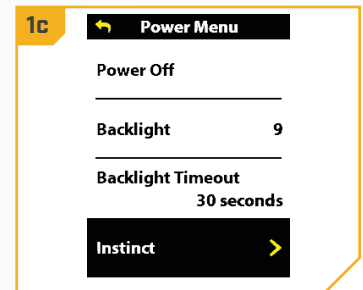 1c
Power Menu
Power Off
Backlight 9
Backlight Timeout
30 seconds
Instinct